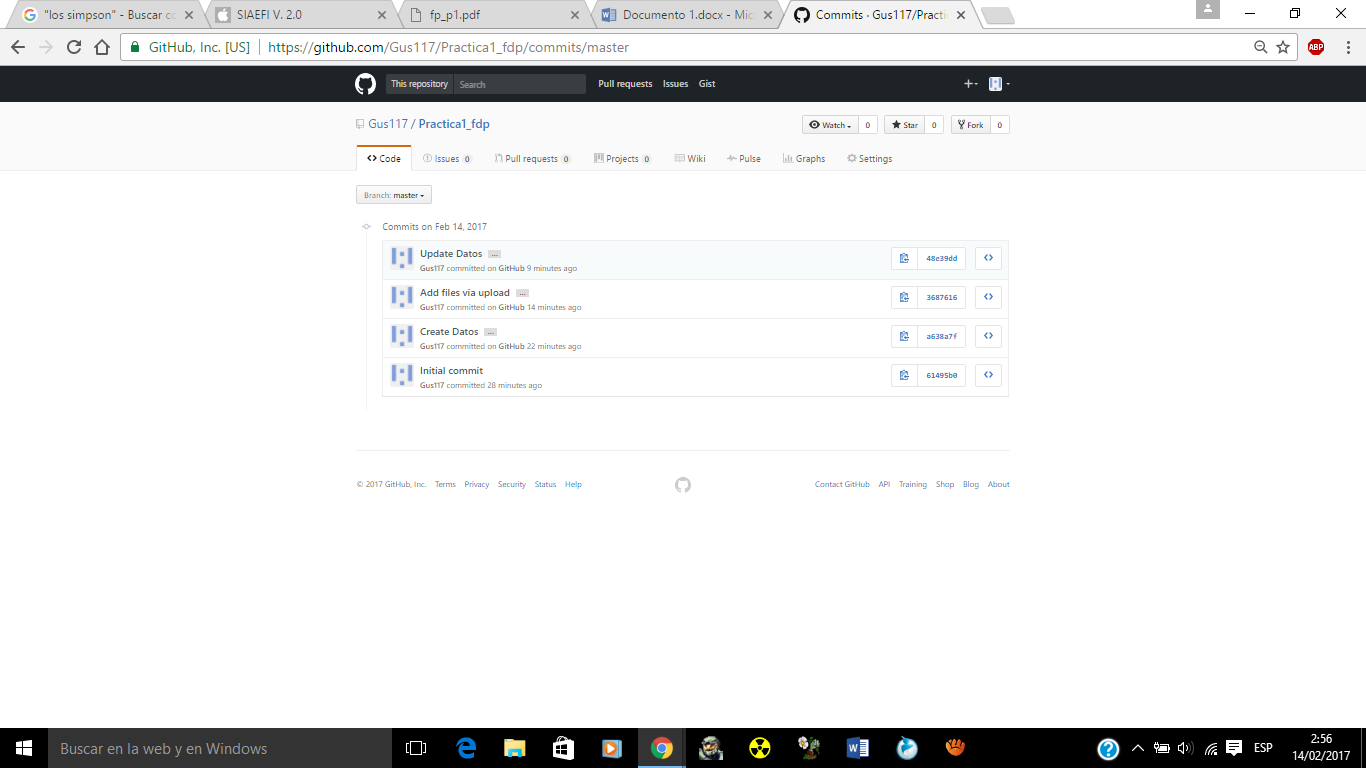 "los simpson" - Buscar co
SIAEFI V. 2.0
fp_p1.pdf
Documento 1.docx - Mic
Commits · Gus117/Practi
GitHub, Inc. [US]
https://github.com/Gus117/Practica1_fdp/commits/master
ABP
This repository
Search
Pull requests
Issues
Gist
Gus117 / Practica1_fdp
Watch
0
Star
0
Fork
0
Code
Issues 0
Pull requests 0
Projects 0
Wiki
Pulse
Graphs
Settings
Branch: master
Commits on Feb 14, 2017
Update Datos …
Gus117 committed on GitHub 9 minutes ago
48e39dd
Add files via upload …
Gus117 committed on GitHub 14 minutes ago
3687616
Create Datos …
Gus117 committed on GitHub 22 minutes ago
a638a7f
Initial commit
Gus117 committed 28 minutes ago
61495b0
© 2017 GitHub, Inc. Terms Privacy Security Status Help
Contact GitHub API Training Shop Blog About
Buscar en la web y en Windows
ESP
2:56
14/02/2017